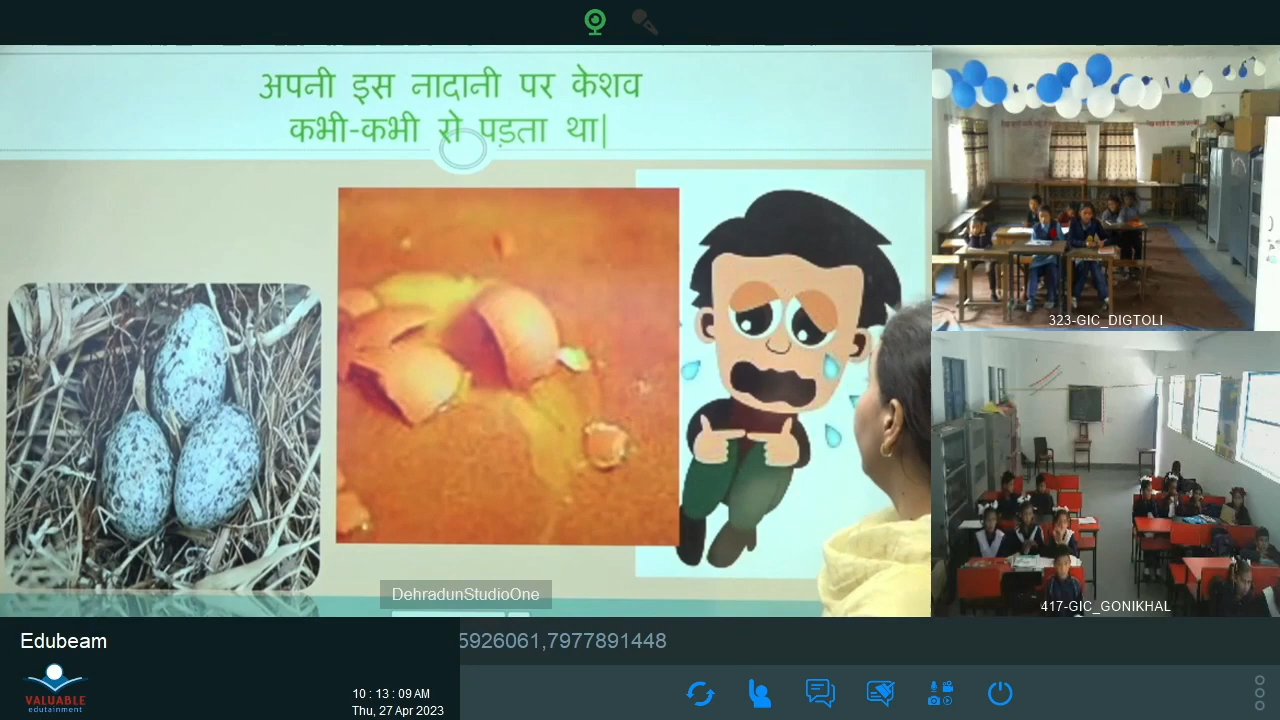 अपनी इस नादानी पर केशव
कभी-कभी रो पड़ता था|
323-GIC_DIGTOLI
417-GIC_GONIKHAL
DehradunStudioOne
Edubeam
5926061,7977891448
VALUABLE
edutainment
10 : 13 : 09 AM
Thu, 27 Apr 2023